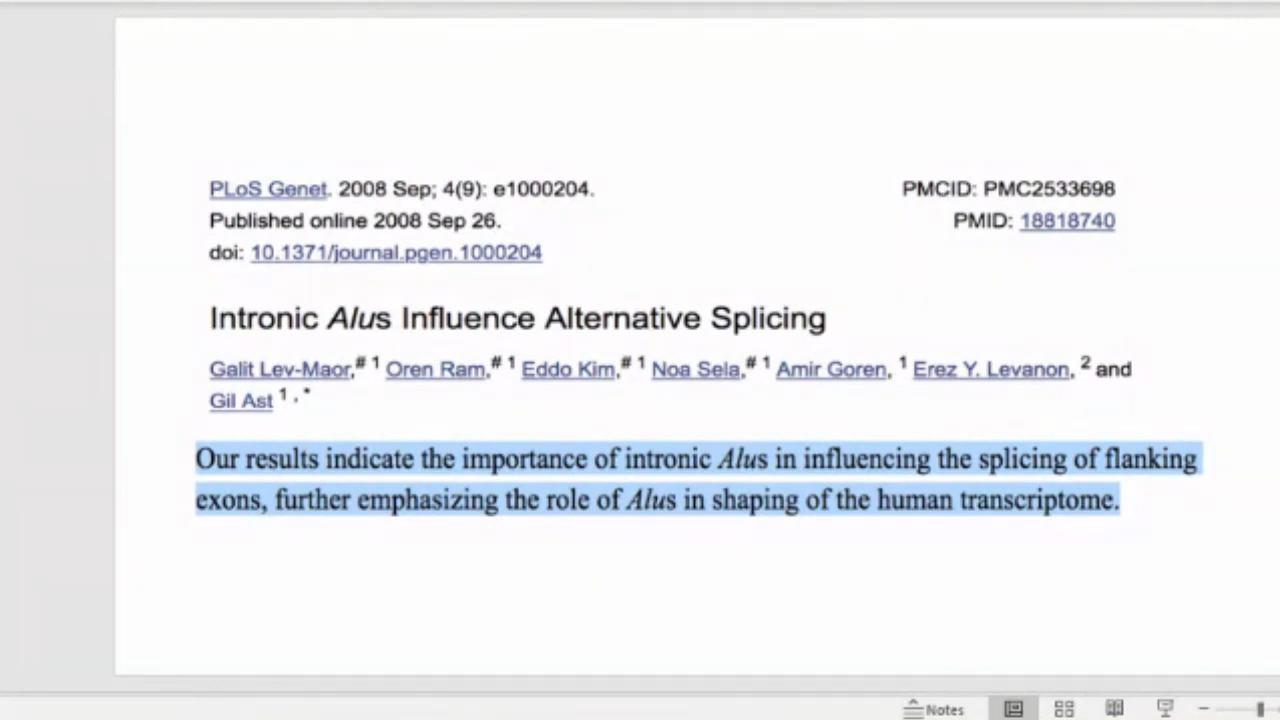 PLoS Genet. 2008 Sep; 4(9): e1000204. PMCID: PMC2533698
Published online 2008 Sep 26. PMID: 18818740
doi: 10.1371/journal.pgen.1000204
Intronic Alus Influence Alternative Splicing
Galit Lev-Maor,# 1 Oren Ram,# 1 Eddo Kim,# 1 Noa Sela,# 1 Amir Goren, 1 Erez Y. Levanon, 2 and
Gil Ast 1 , *
Our results indicate the importance of intronic Alus in influencing the splicing of flanking
exons, further emphasizing the role of Alus in shaping of the human transcriptome.
Notes